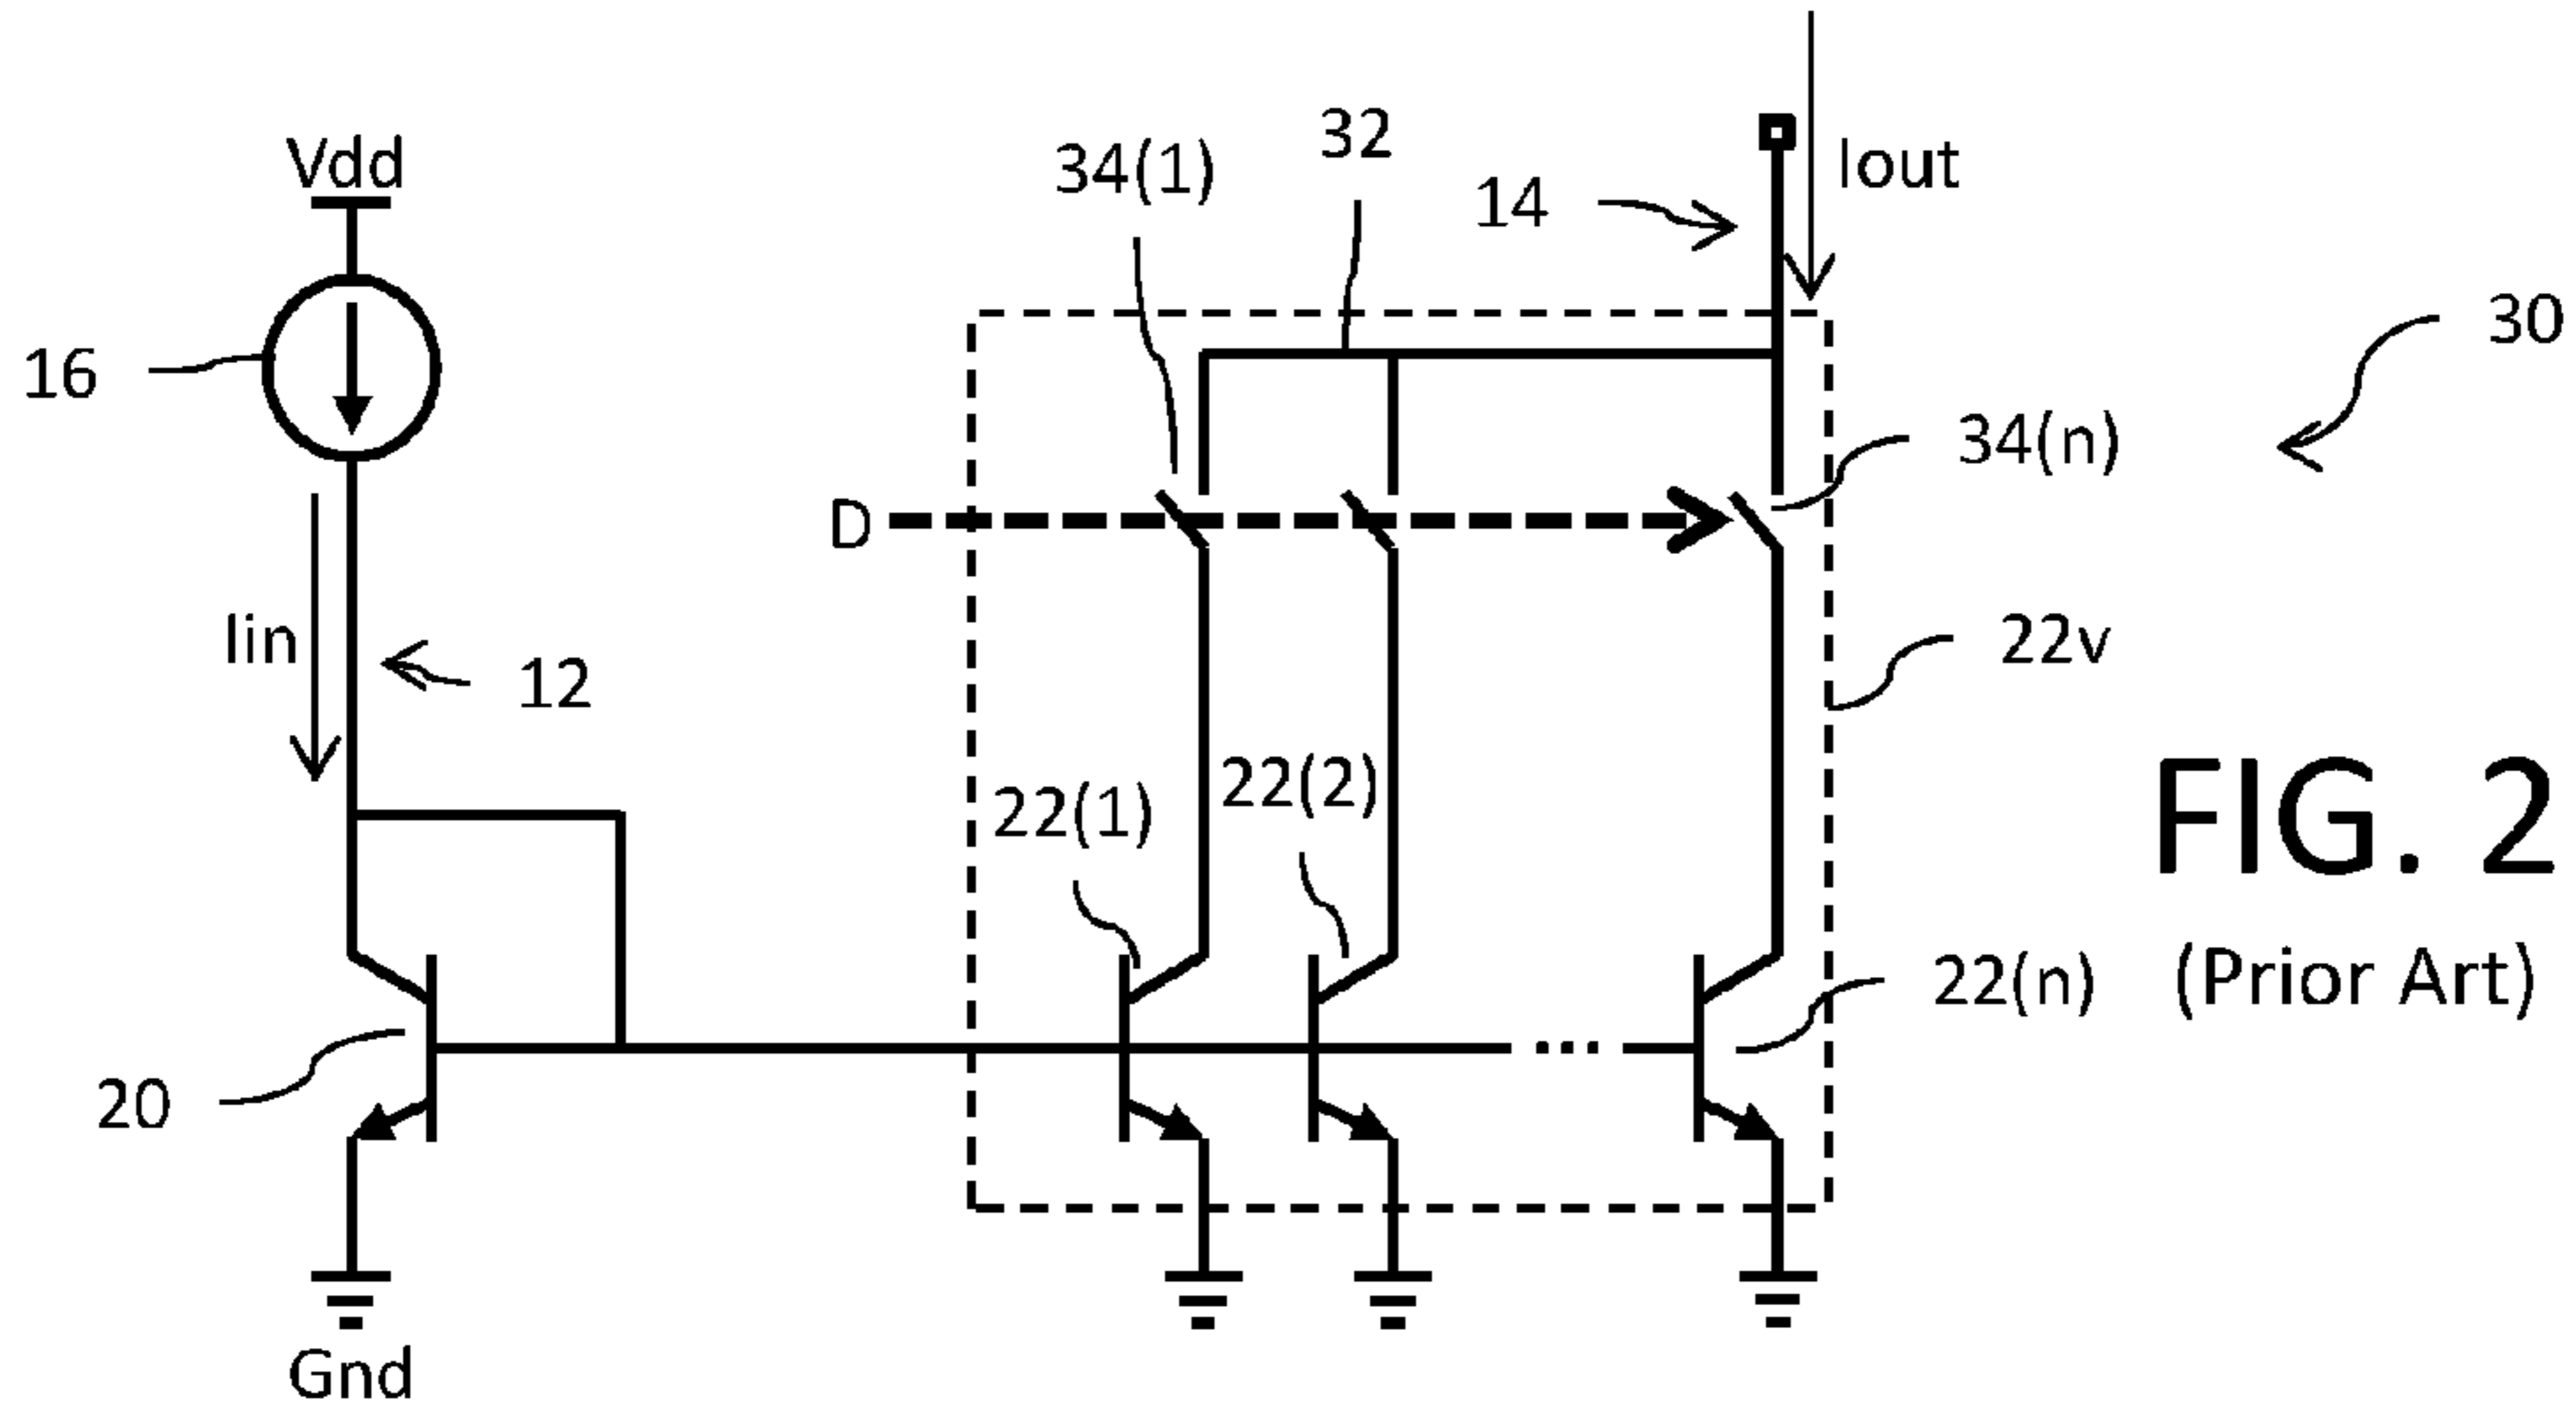 Vdd
34(1)
32
14
Iout
30
16
34(n)
D
Iin
12
22v
22(1)
22(2)
FIG. 2
(Prior Art)
22(n)
20
Gnd